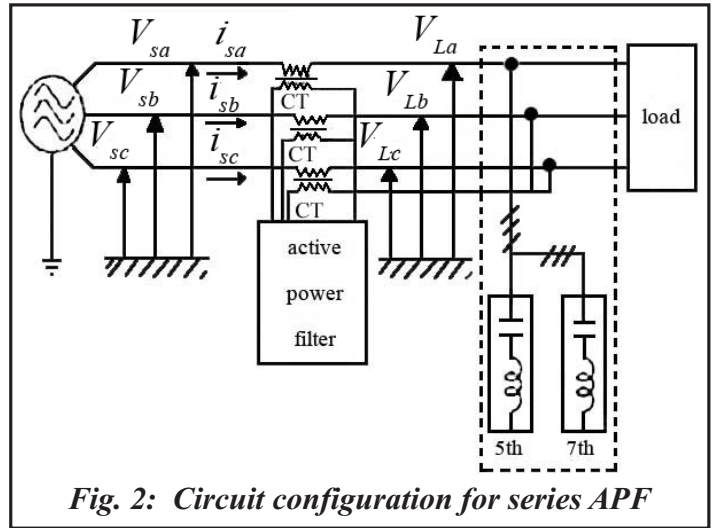 V_sa i_sa V_La
V_sb i_sb V_Lb
V_sc i_sc V_Lc
CT
CT
CT
load
active
power
filter
5th 7th
Fig. 2: Circuit configuration for series APF